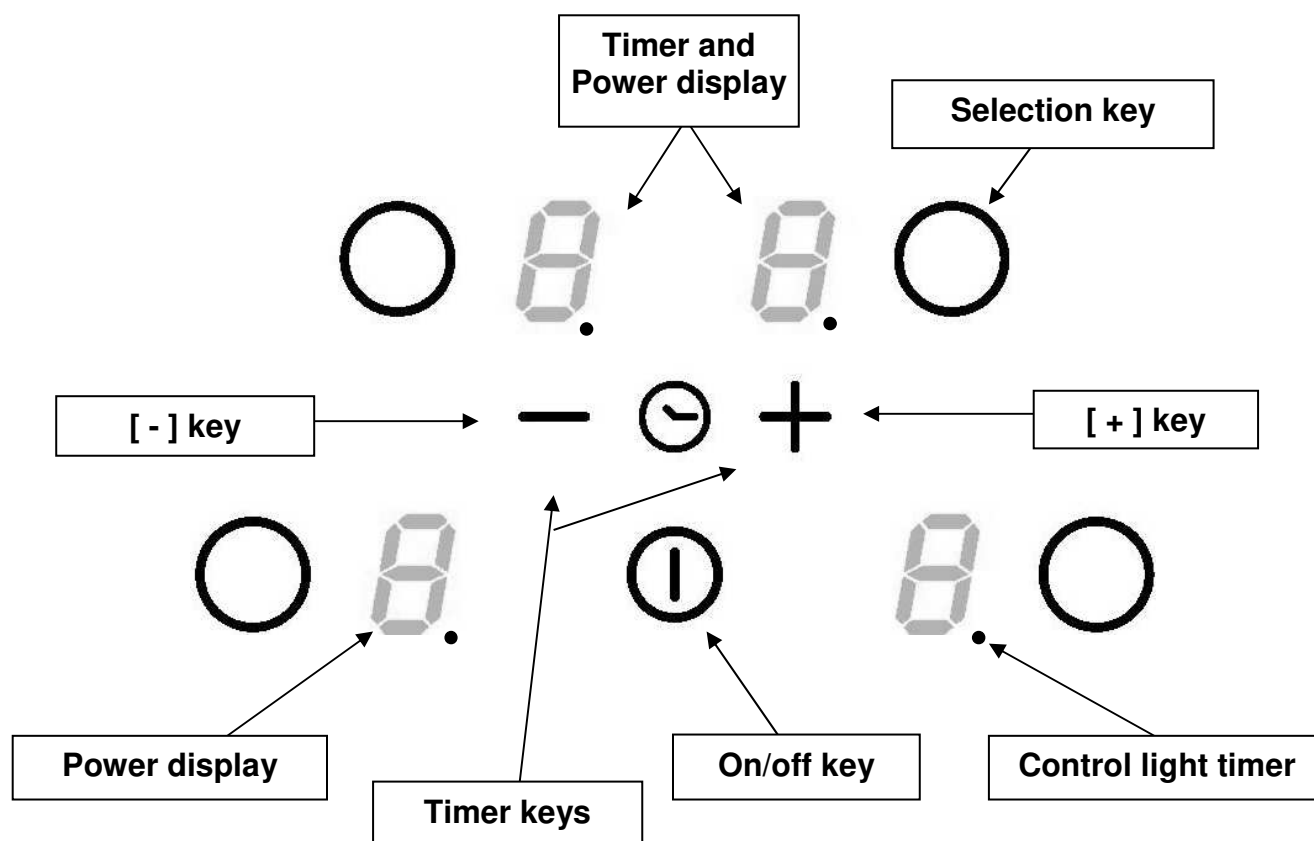 Timer and
Power display
Selection key
[ - ] key
[ + ] key
Power display
On/off key
Control light timer
Timer keys